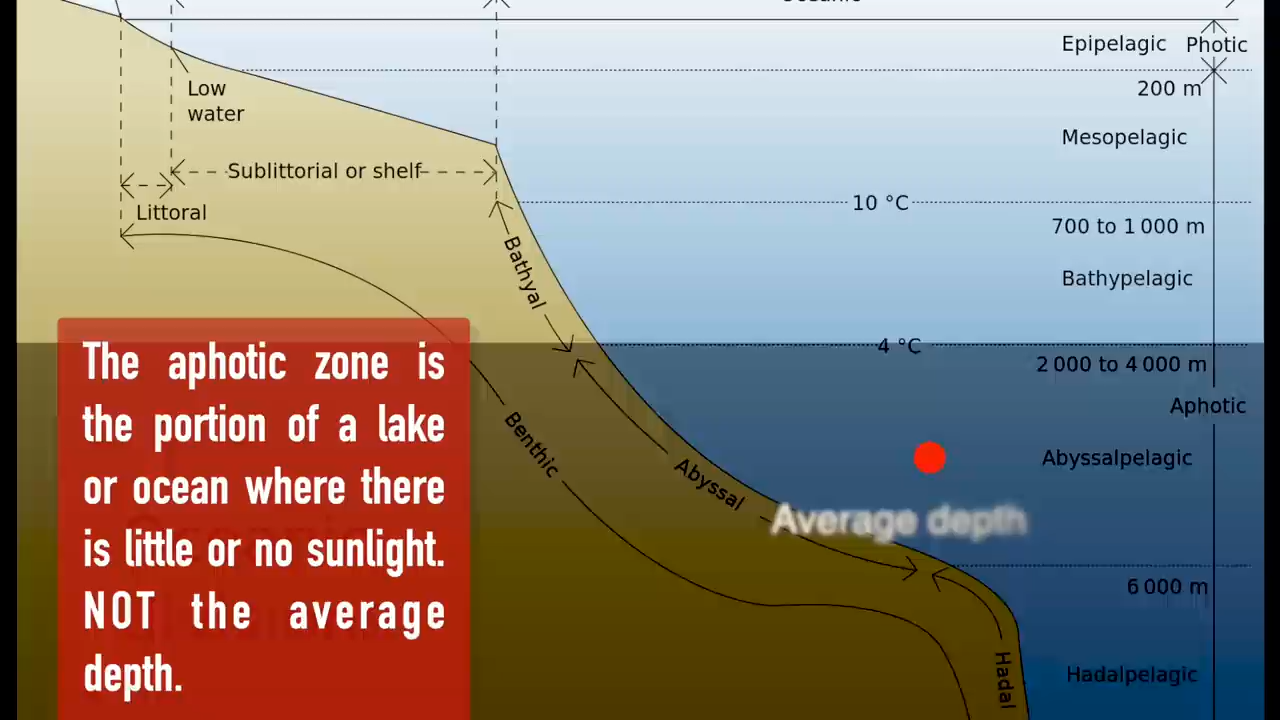 Epipelagic Photic
Low
water
200 m
Mesopelagic
Sublittorial or shelf
10 °C
Littoral
700 to 1 000 m
Bathyal
Bathypelagic
4 °C
2 000 to 4 000 m
The aphotic zone is
the portion of a lake
or ocean where there
is little or no sunlight.
NOT the average
depth.
Aphotic
Benthic
Abyssal
Abyssalpelagic
Average depth
6 000 m
Hadal
Hadalpelagic